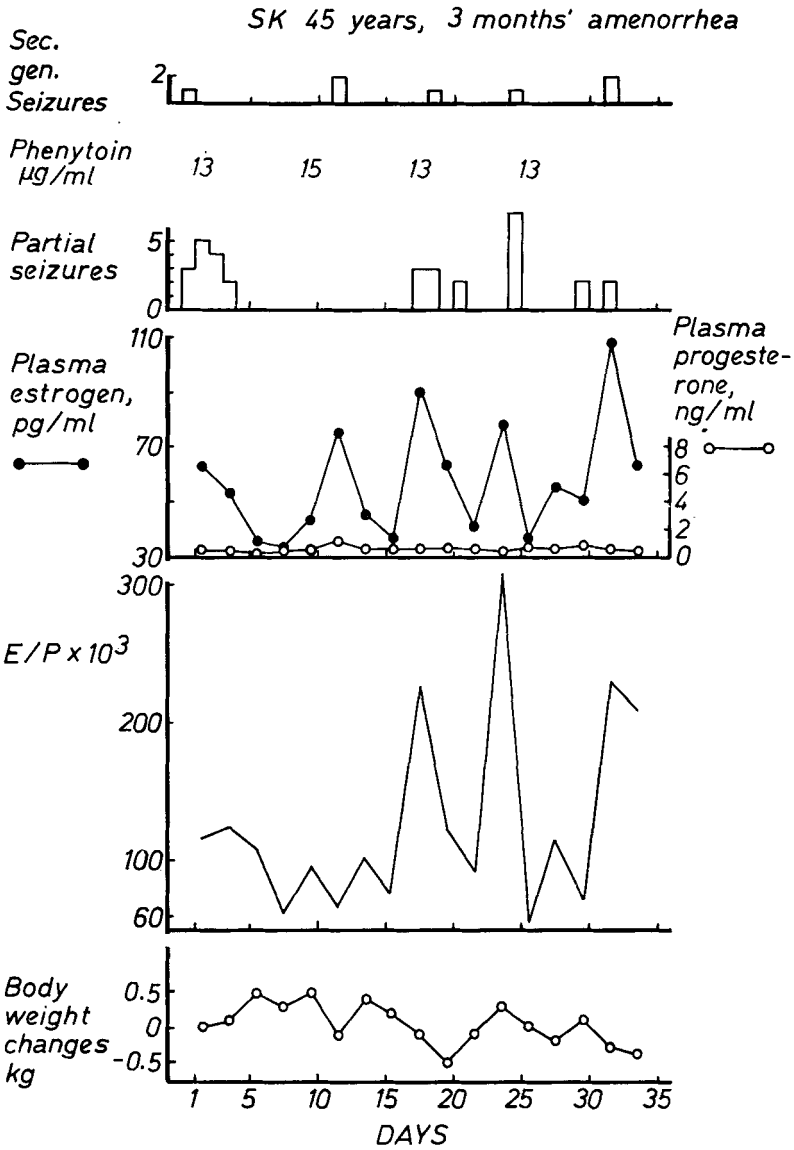 SK 45 years, 3 months' amenorrhea
Sec.
gen.
Seizures
2
Phenytoin
µg/ml
13 15 13 13
Partial
seizures
5
0
Plasma
estrogen,
pg/ml
110
70
30
Plasma
progeste-
rone,
ng/ml
8
6
4
2
0
E/P x 10³
300
200
100
60
Body
weight
changes
kg
0.5
0
-0.5
1 5 10 15 20 25 30 35
DAYS